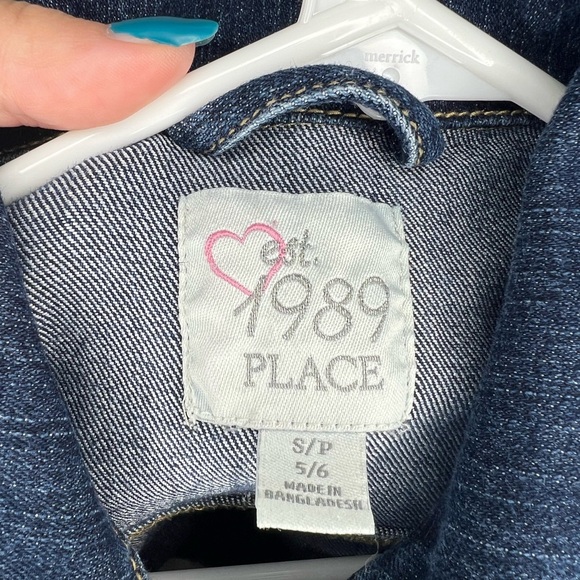 merrick
est.
1989
PLACE
S/P
5/6
MADE IN
BANGLADESH